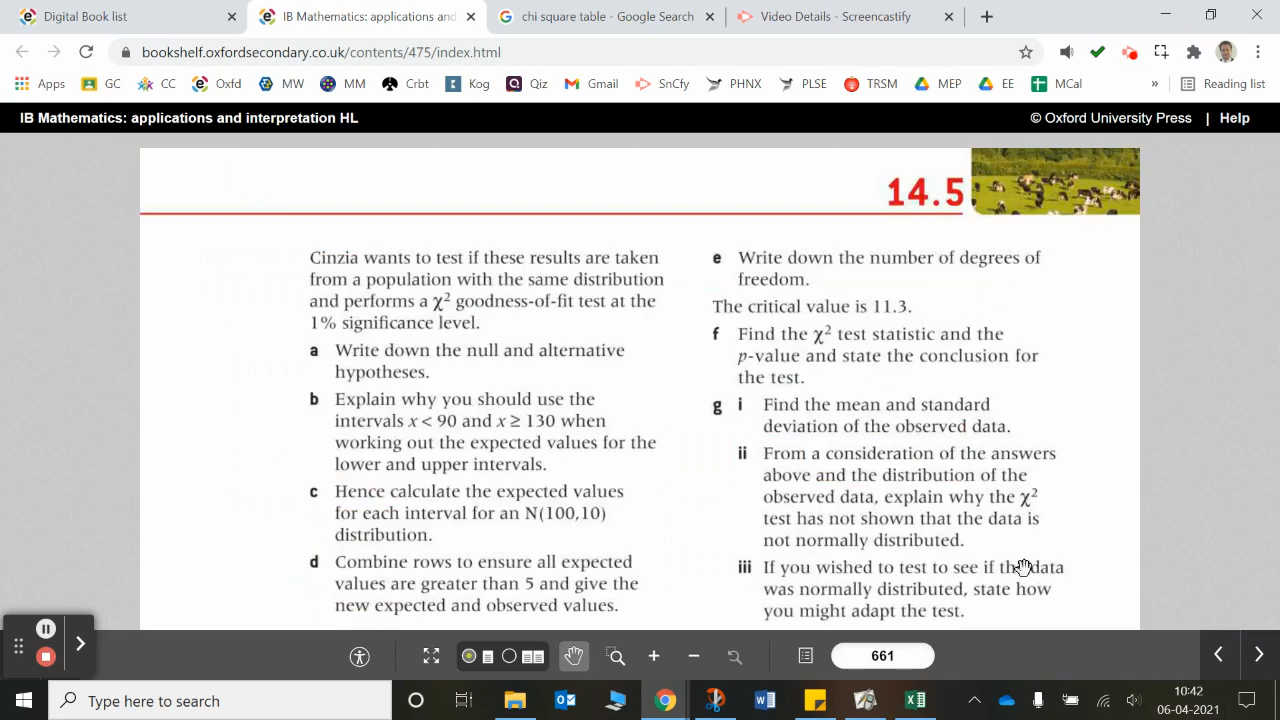 Digital Book list
IB Mathematics: applications and
chi square table - Google Search
Video Details - Screencastify
bookshelf.oxfordsecondary.co.uk/contents/475/index.html
Apps GC CC Oxfd MW MM Crbt Kog Qiz Gmail SnCfy PHNX PLSE TRSM MEP EE MCal » Reading list
IB Mathematics: applications and interpretation HL
© Oxford University Press | Help
14.5
Cinzia wants to test if these results are taken
from a population with the same distribution
and performs a χ² goodness-of-fit test at the
1% significance level.
a Write down the null and alternative
hypotheses.
b Explain why you should use the
intervals x < 90 and x ≥ 130 when
working out the expected values for the
lower and upper intervals.
c Hence calculate the expected values
for each interval for an N(100,10)
distribution.
d Combine rows to ensure all expected
values are greater than 5 and give the
new expected and observed values.
e Write down the number of degrees of
freedom.
The critical value is 11.3.
f Find the χ² test statistic and the
p-value and state the conclusion for
the test.
g i Find the mean and standard
deviation of the observed data.
ii From a consideration of the answers
above and the distribution of the
observed data, explain why the χ²
test has not shown that the data is
not normally distributed.
iii If you wished to test to see if the data
was normally distributed, state how
you might adapt the test.
661
Type here to search
10:42
06-04-2021